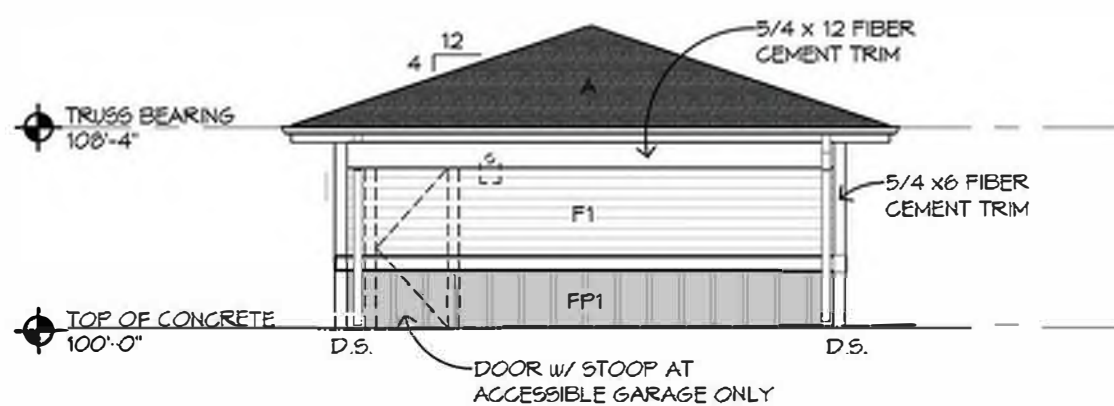 12
4
5/4 x 12 FIBER
CEMENT TRIM
A
TRUSS BEARING
108'-4"
S
5/4 x6 FIBER
CEMENT TRIM
F1
FP1
TOP OF CONCRETE
100'-0"
D.S.
D.S.
DOOR W/ STOOP AT
ACCESSIBLE GARAGE ONLY